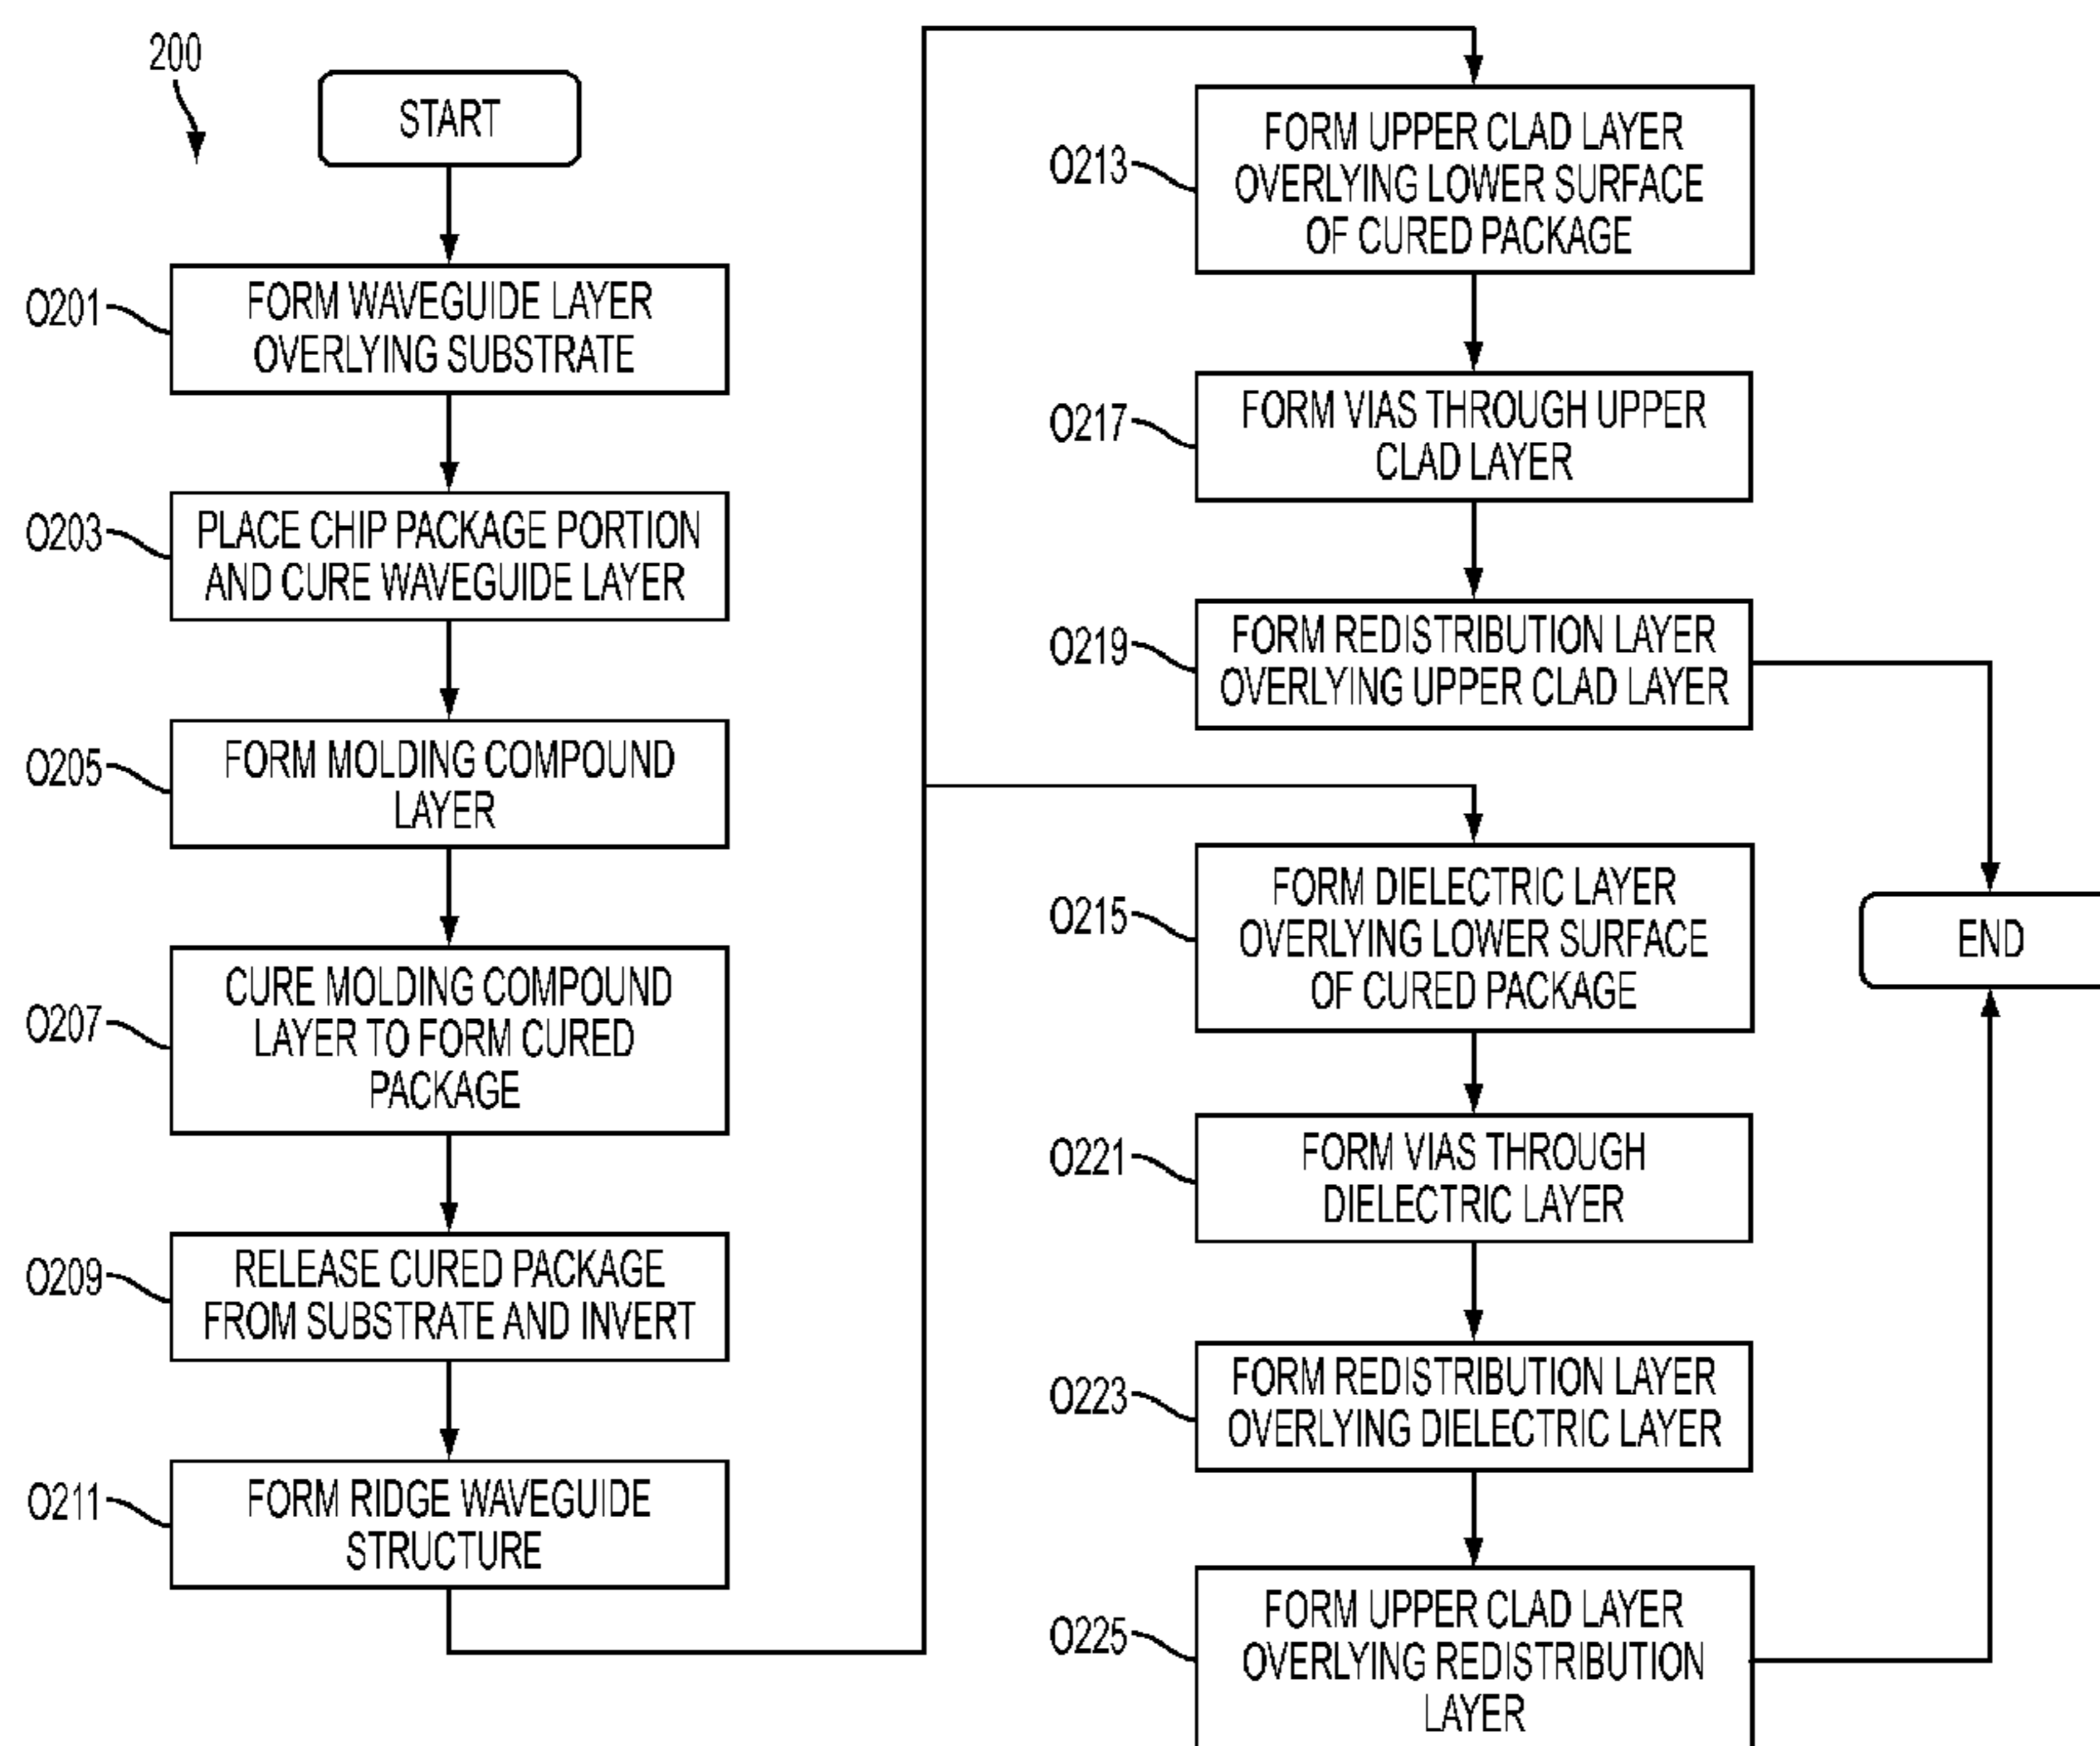 200
START
O201
FORM WAVEGUIDE LAYER
OVERLYING SUBSTRATE
O203
PLACE CHIP PACKAGE PORTION
AND CURE WAVEGUIDE LAYER
O205
FORM MOLDING COMPOUND
LAYER
O207
CURE MOLDING COMPOUND
LAYER TO FORM CURED
PACKAGE
O209
RELEASE CURED PACKAGE
FROM SUBSTRATE AND INVERT
O211
FORM RIDGE WAVEGUIDE
STRUCTURE
O213
FORM UPPER CLAD LAYER
OVERLYING LOWER SURFACE
OF CURED PACKAGE
O217
FORM VIAS THROUGH UPPER
CLAD LAYER
O219
FORM REDISTRIBUTION LAYER
OVERLYING UPPER CLAD LAYER
O215
FORM DIELECTRIC LAYER
OVERLYING LOWER SURFACE
OF CURED PACKAGE
O221
FORM VIAS THROUGH
DIELECTRIC LAYER
O223
FORM REDISTRIBUTION LAYER
OVERLYING DIELECTRIC LAYER
O225
FORM UPPER CLAD LAYER
OVERLYING REDISTRIBUTION
LAYER
END